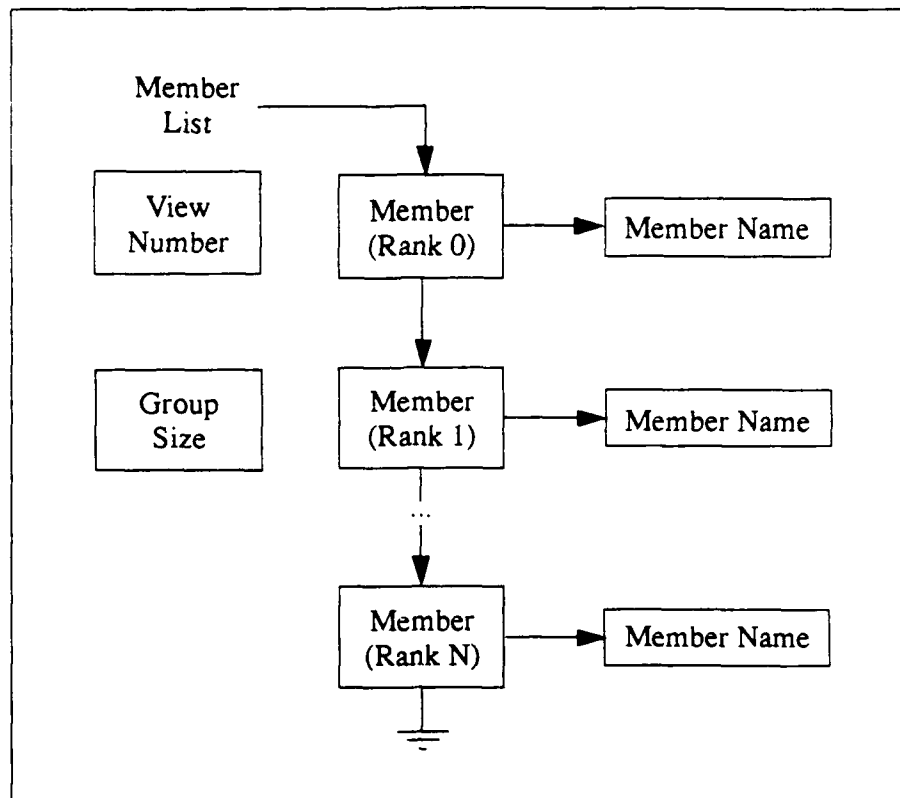 Member
List
View
Number
Member
(Rank 0)
Member Name
Group
Size
Member
(Rank 1)
Member Name
...
Member
(Rank N)
Member Name